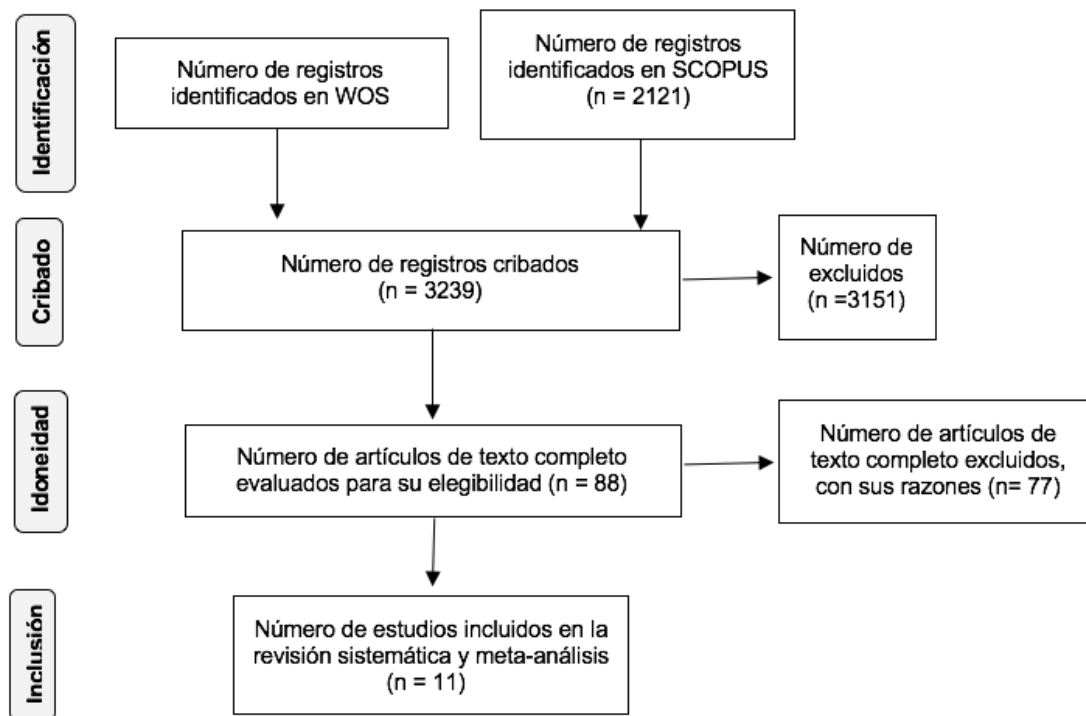 Identificación
Número de registros
identificados en WOS
Número de registros
identificados en SCOPUS
(n = 2121)
Cribado
Número de registros cribados
(n = 3239)
Número de
excluidos
(n =3151)
Idoneidad
Número de artículos de texto completo
evaluados para su elegibilidad (n = 88)
Número de artículos de
texto completo excluidos,
con sus razones (n= 77)
Inclusión
Número de estudios incluidos en la
revisión sistemática y meta-análisis
(n = 11)